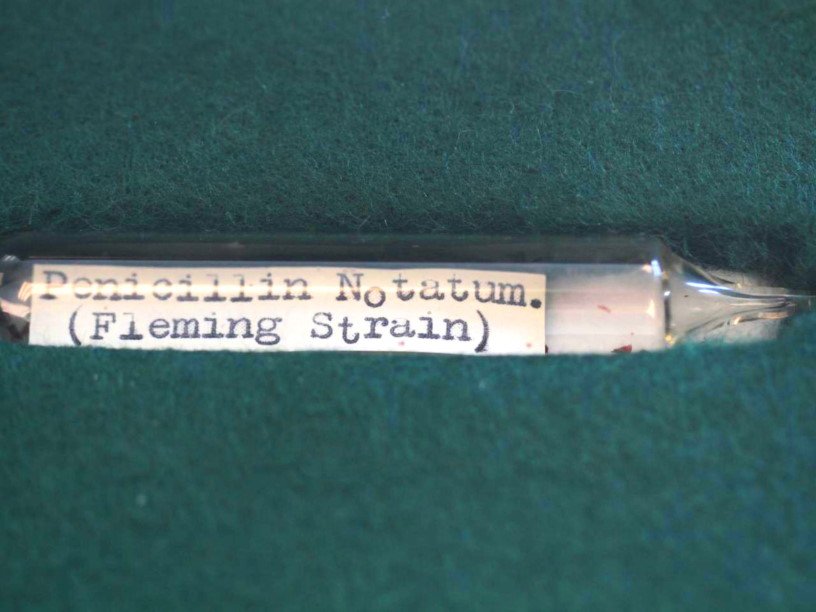 Penicillin Notatum.
(Fleming Strain)